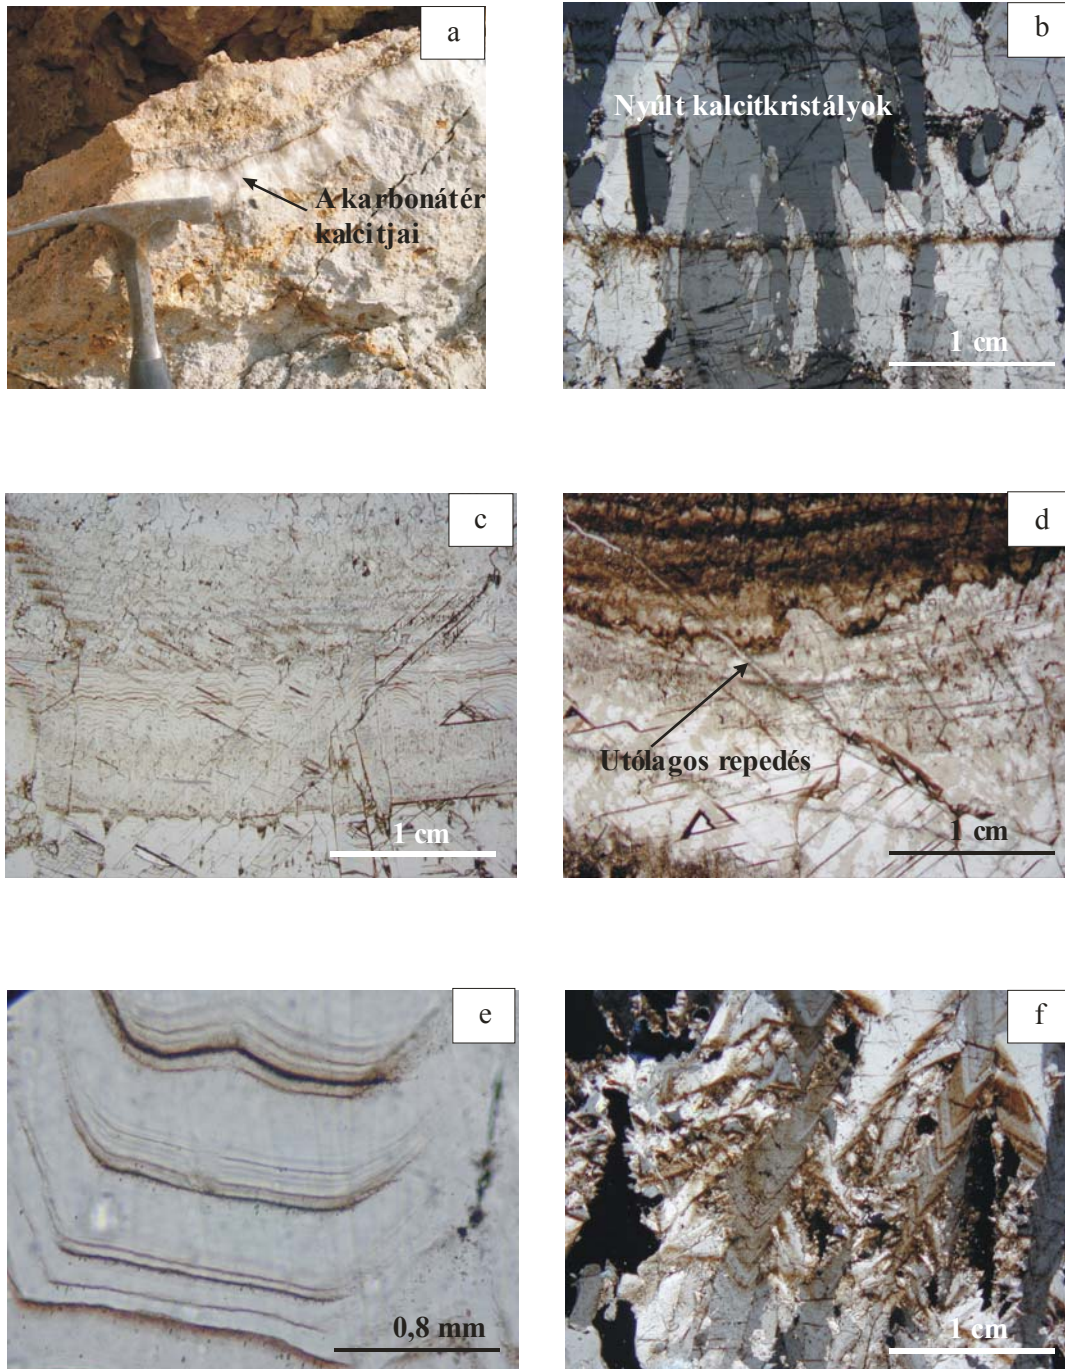 a
A karbonátér
kalcitjai
b
Nyúlt kalcitkristályok
1 cm
c
1 cm
d
Utólagos repedés
1 cm
e
0,8 mm
f
1 cm